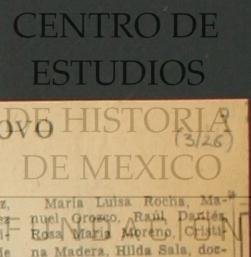 CENTRO DE
ESTUDIOS
DE HISTORIA
DE MEXICO
OVO
(3/26)
z, María Luisa Rocha, Ma-
nuel Orozco, Raúl Dantés,
Rosa María Moreno, Cristi-
na Madera, Hilda Sala, doc-